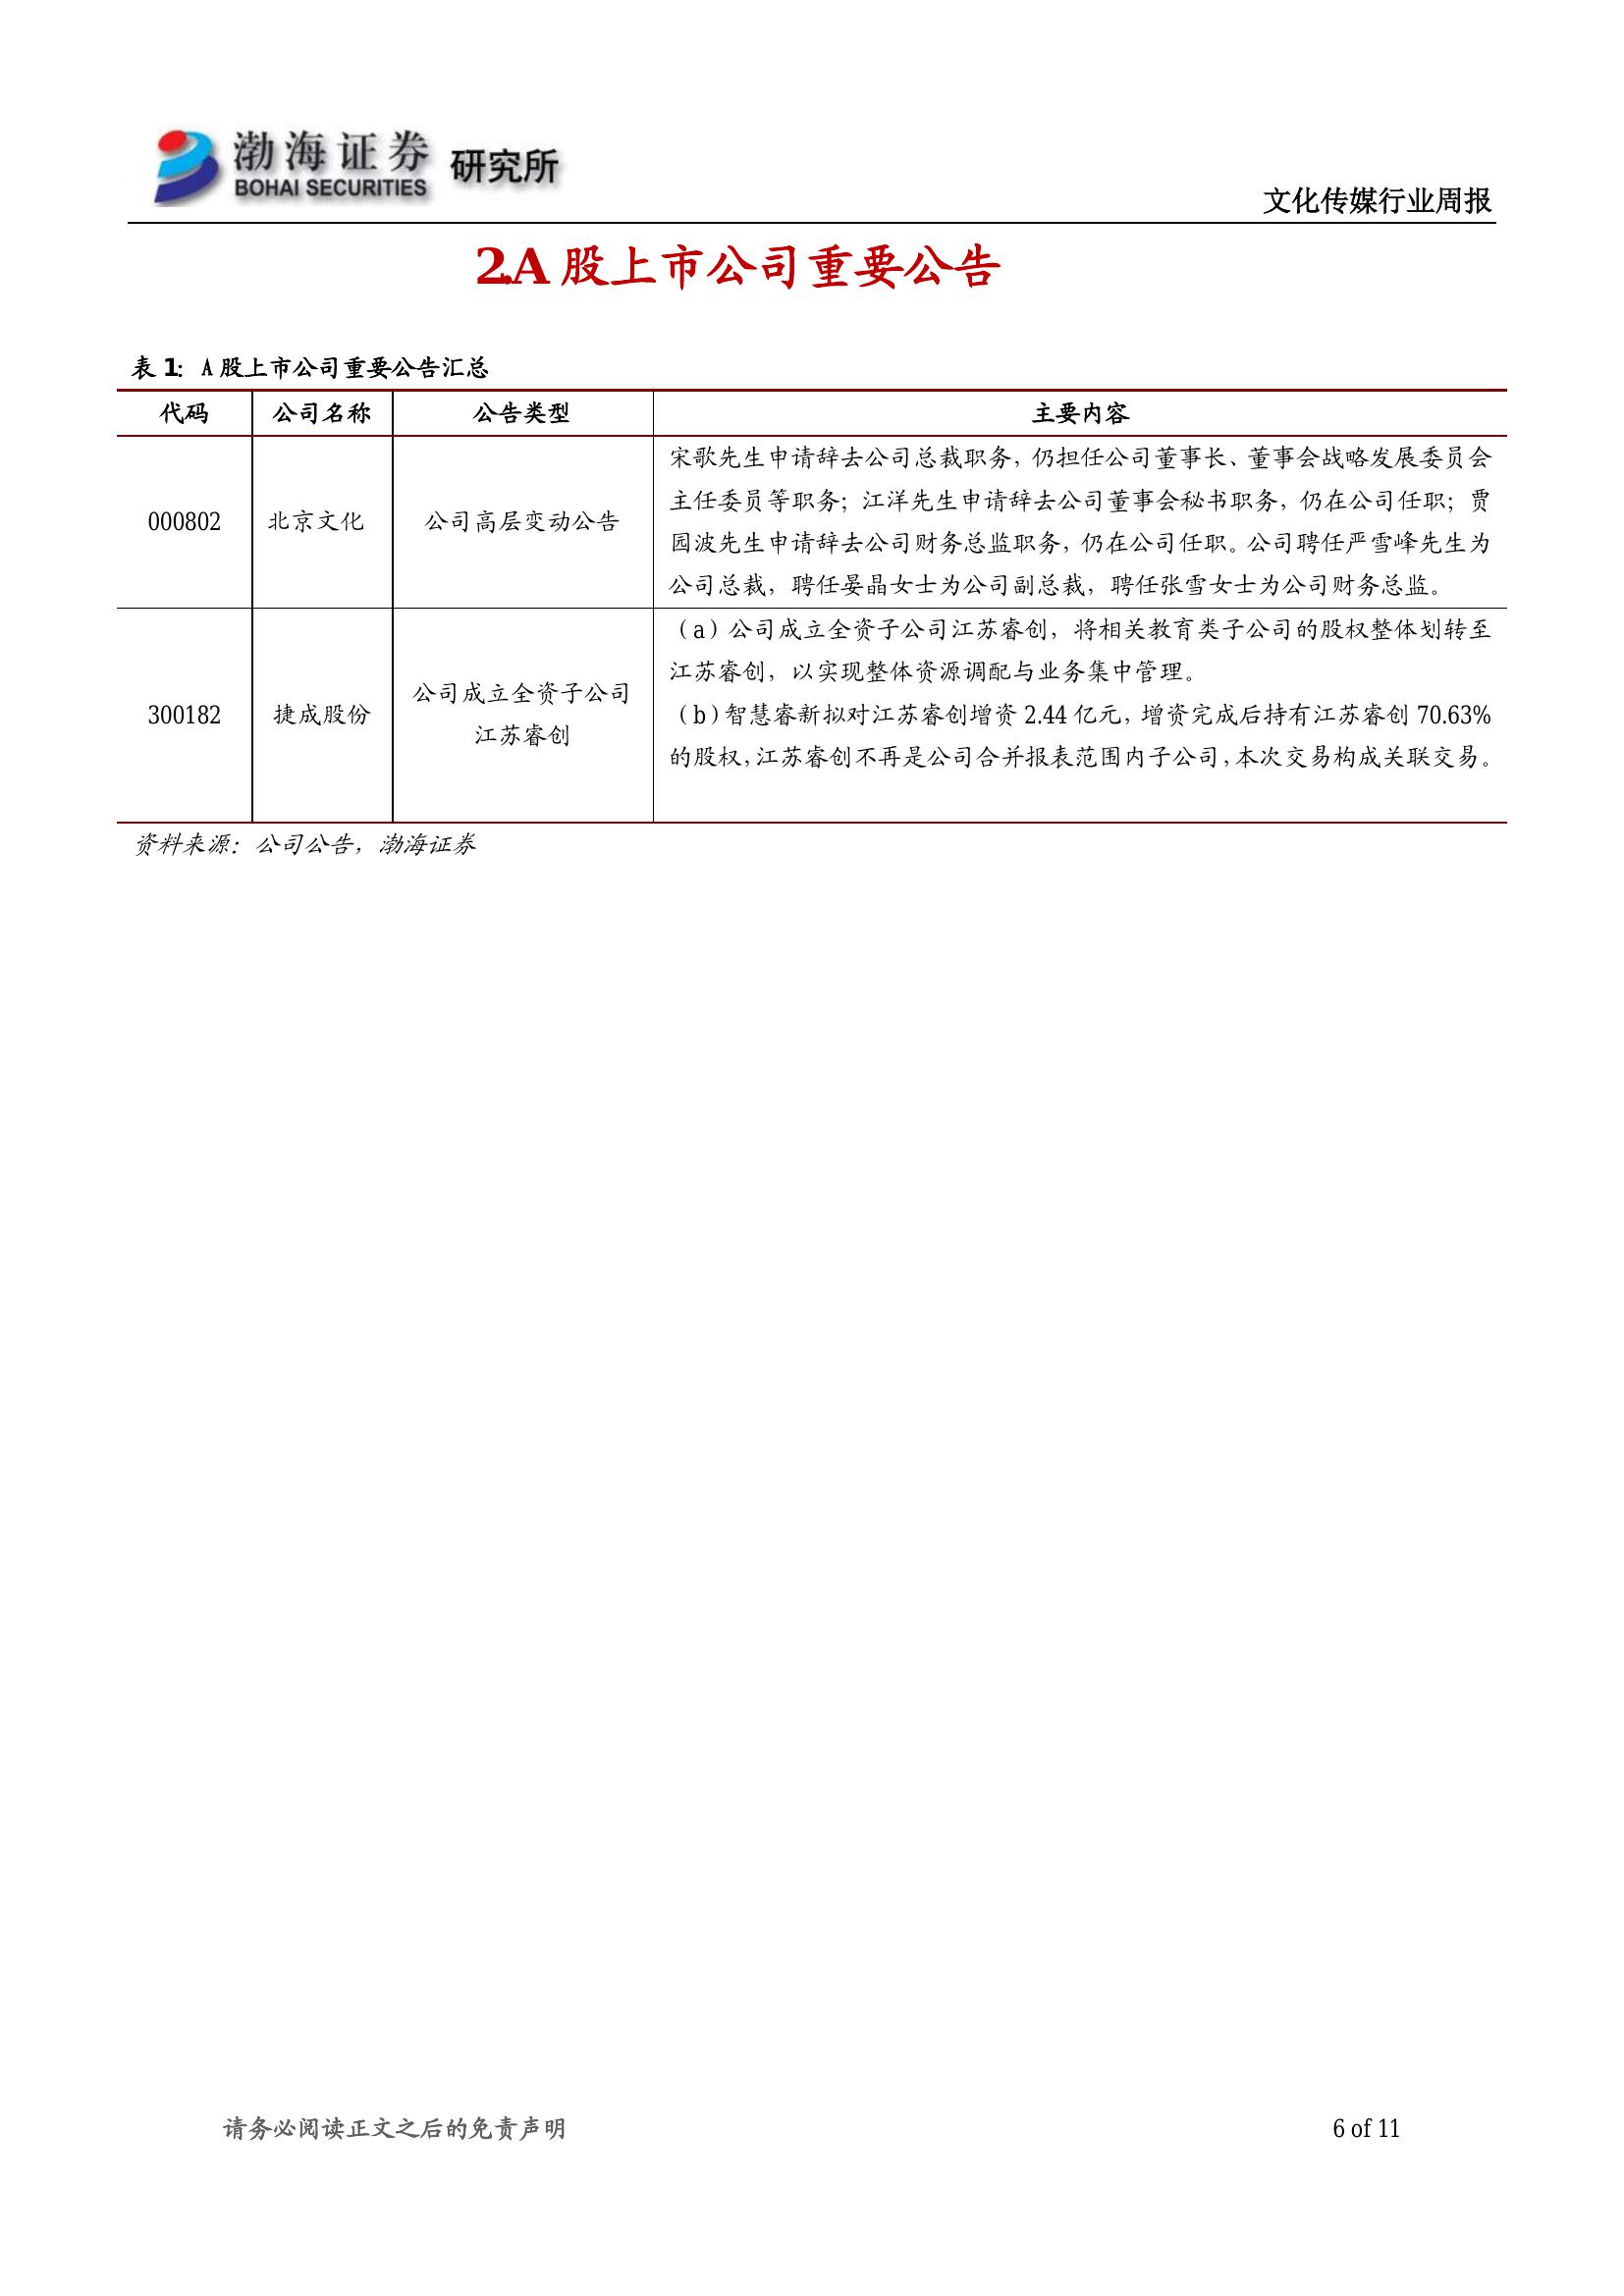 渤海证券 研究所
BOHAI SECURITIES
文化传媒行业周报
2.A 股上市公司重要公告
表 1: A 股上市公司重要公告汇总
代码 公司名称 公告类型 主要内容
000802 北京文化 公司高层变动公告
宋歌先生申请辞去公司总裁职务，仍担任公司董事长、董事会战略发展委员会
主任委员等职务；江洋先生申请辞去公司董事会秘书职务，仍在公司任职；贾
园波先生申请辞去公司财务总监职务，仍在公司任职。公司聘任严雪峰先生为
公司总裁，聘任晏晶女士为公司副总裁，聘任张雪女士为公司财务总监。
300182 捷成股份
公司成立全资子公司
江苏睿创
（a）公司成立全资子公司江苏睿创，将相关教育类子公司的股权整体划转至
江苏睿创，以实现整体资源调配与业务集中管理。
（b）智慧睿新拟对江苏睿创增资 2.44 亿元，增资完成后持有江苏睿创 70.63%
的股权，江苏睿创不再是公司合并报表范围内子公司，本次交易构成关联交易。
资料来源：公司公告，渤海证券
请务必阅读正文之后的免责声明 6 of 11